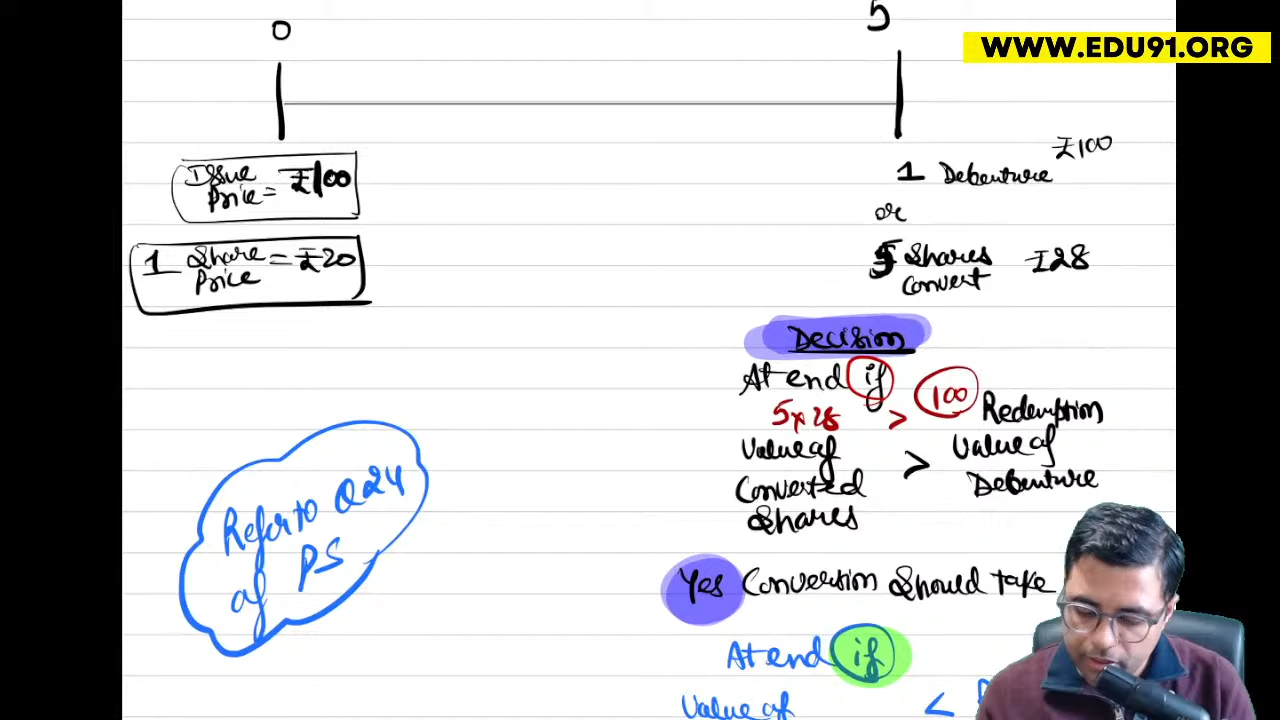 0
5
WWW.EDU91.ORG
Issue
Price = ₹100
1 Share
Price = ₹20
1 Debenture ₹100
or
5 Shares ₹28
Convert
Decision
At end if
5x28 > 100 Redemption
Value of > Value of
Converted Debenture
Shares
Refer to Q24
of PS
Yes Conversion Should take
At end if
Value of <